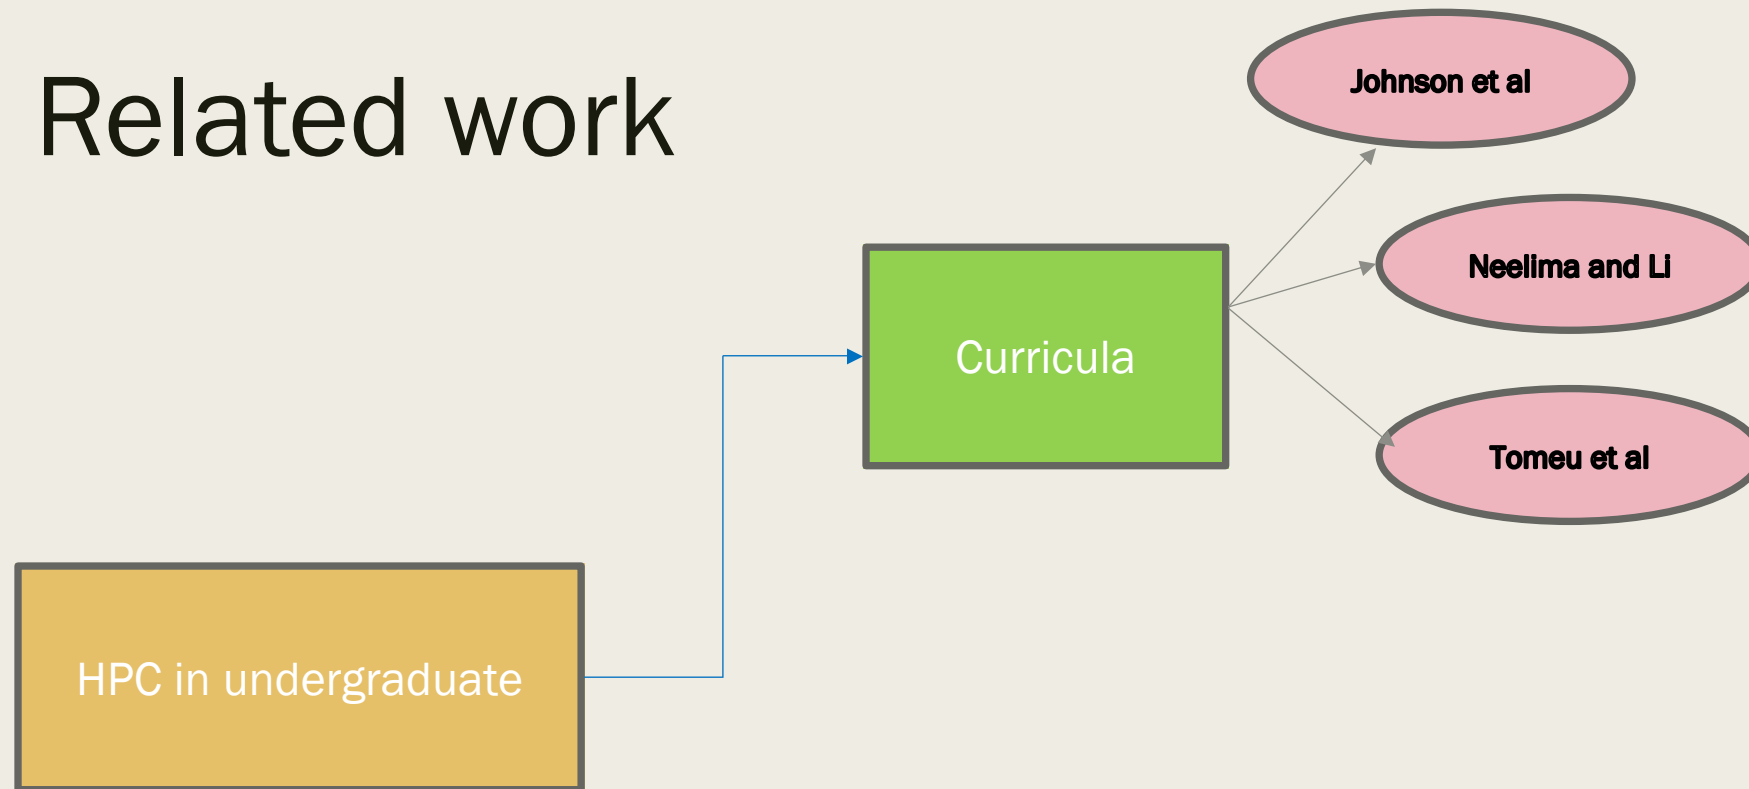 Related work
Johnson et al
Neelima and Li
Curricula
Tomeu et al
HPC in undergraduate